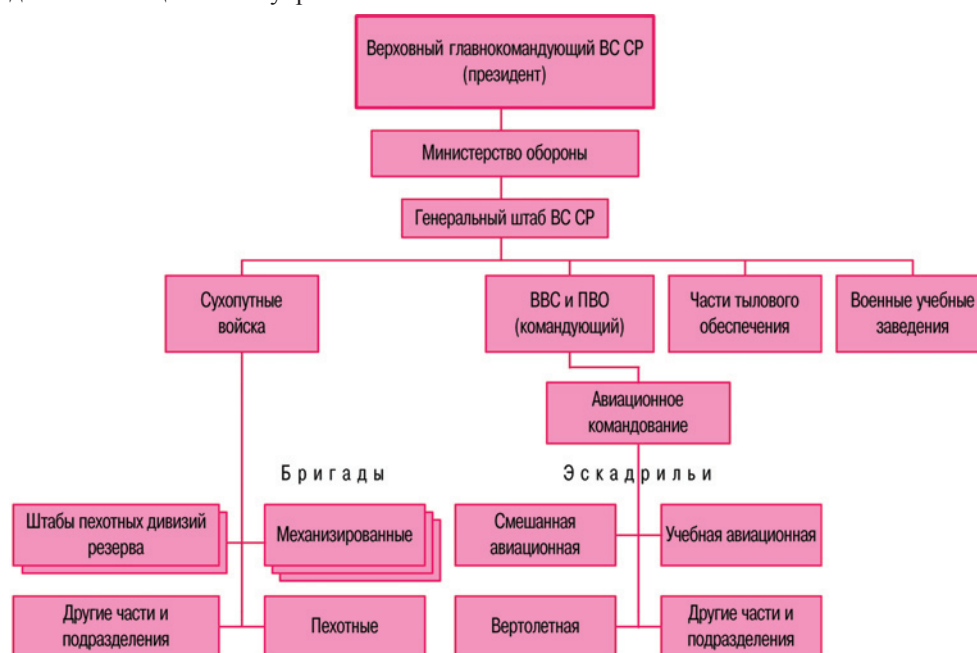 Верховный главнокомандующий ВС СР
(президент)
Министерство обороны
Генеральный штаб ВС СР
Сухопутные
войска
ВВС и ПВО
(командующий)
Части тылового
обеспечения
Военные учебные
заведения
Авиационное
командование
Бригады
Эскадрильи
Штабы пехотных дивизий
резерва
Механизированные
Смешанная
авиационная
Учебная авиационная
Другие части и
подразделения
Пехотные
Вертолетная
Другие части и
подразделения